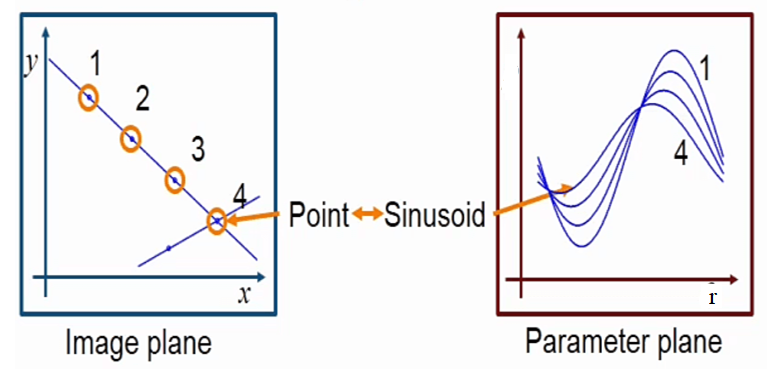 y
1
2
3
4
x
Image plane
Point
Sinusoid
1
4
r
Parameter plane